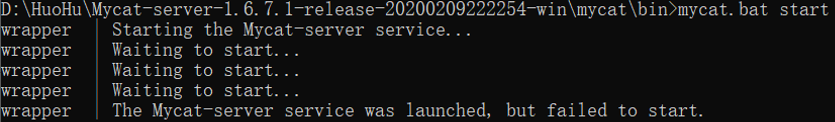 D:\HuoHu\Mycat-server-1.6.7.1-release-20200209222254-win\mycat\bin>mycat.bat start
wrapper | Starting the Mycat-server service...
wrapper | Waiting to start...
wrapper | Waiting to start...
wrapper | Waiting to start...
wrapper | The Mycat-server service was launched, but failed to start.